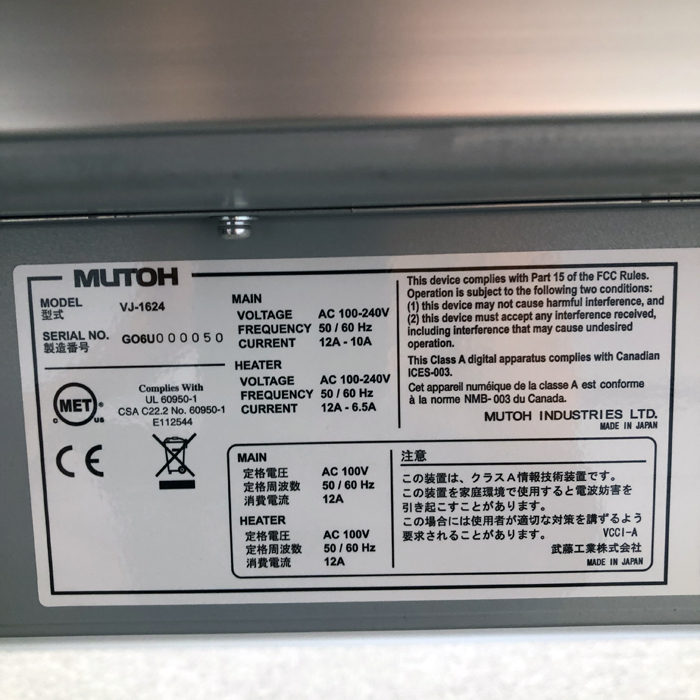 MUTOH
MODEL
型式
VJ-1624
SERIAL NO.
製造番号
GO6U000050
MET
C US
Complies With
UL 60950-1
CSA C22.2 No. 60950-1
E112544
CE
MAIN
VOLTAGE AC 100-240V
FREQUENCY 50 / 60 Hz
CURRENT 12A - 10A
HEATER
VOLTAGE AC 100-240V
FREQUENCY 50 / 60 Hz
CURRENT 12A - 6.5A
This device complies with Part 15 of the FCC Rules.
Operation is subject to the following two conditions:
(1) this device may not cause harmful interference, and
(2) this device must accept any interference received,
including interference that may cause undesired
operation.
This Class A digital apparatus complies with Canadian
ICES-003.
Cet appareil numéique de la classe A est conforme
à la norme NMB- 003 du Canada.
MUTOH INDUSTRIES LTD.
MADE IN JAPAN
MAIN
定格電圧 AC 100V
定格周波数 50 / 60 Hz
消費電流 12A
HEATER
定格電圧 AC 100V
定格周波数 50 / 60 Hz
消費電流 12A
注意
この装置は、クラスA情報技術装置です。
この装置を家庭環境で使用すると電波妨害を
引き起こすことがあります。
この場合には使用者が適切な対策を講ずるよう
要求されることがあります。 VCCI-A
武藤工業株式会社
MADE IN JAPAN